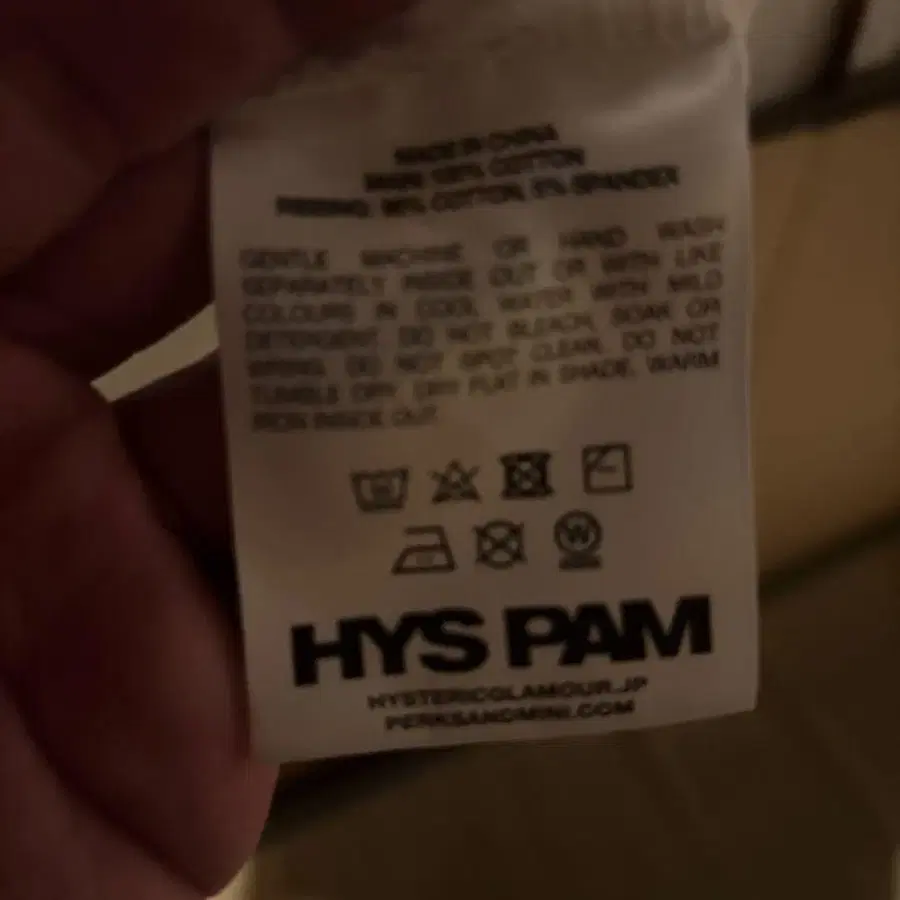 MADE IN CHINA
MAIN: 100% COTTON
RIBBING: 95% COTTON, 5% SPANDEX
GENTLE MACHINE OR HAND WASH
SEPARATELY INSIDE OUT OR WITH LIKE
COLOURS IN COOL WATER WITH MILD
DETERGENT. DO NOT BLEACH, SOAK OR
WRING. DO NOT SPOT CLEAN. DO NOT
TUMBLE DRY. DRY FLAT IN SHADE. WARM
IRON INSIDE OUT.
W
HYS PAM
HYSTERICGLAMOUR.JP
PERKSANDMINI.COM